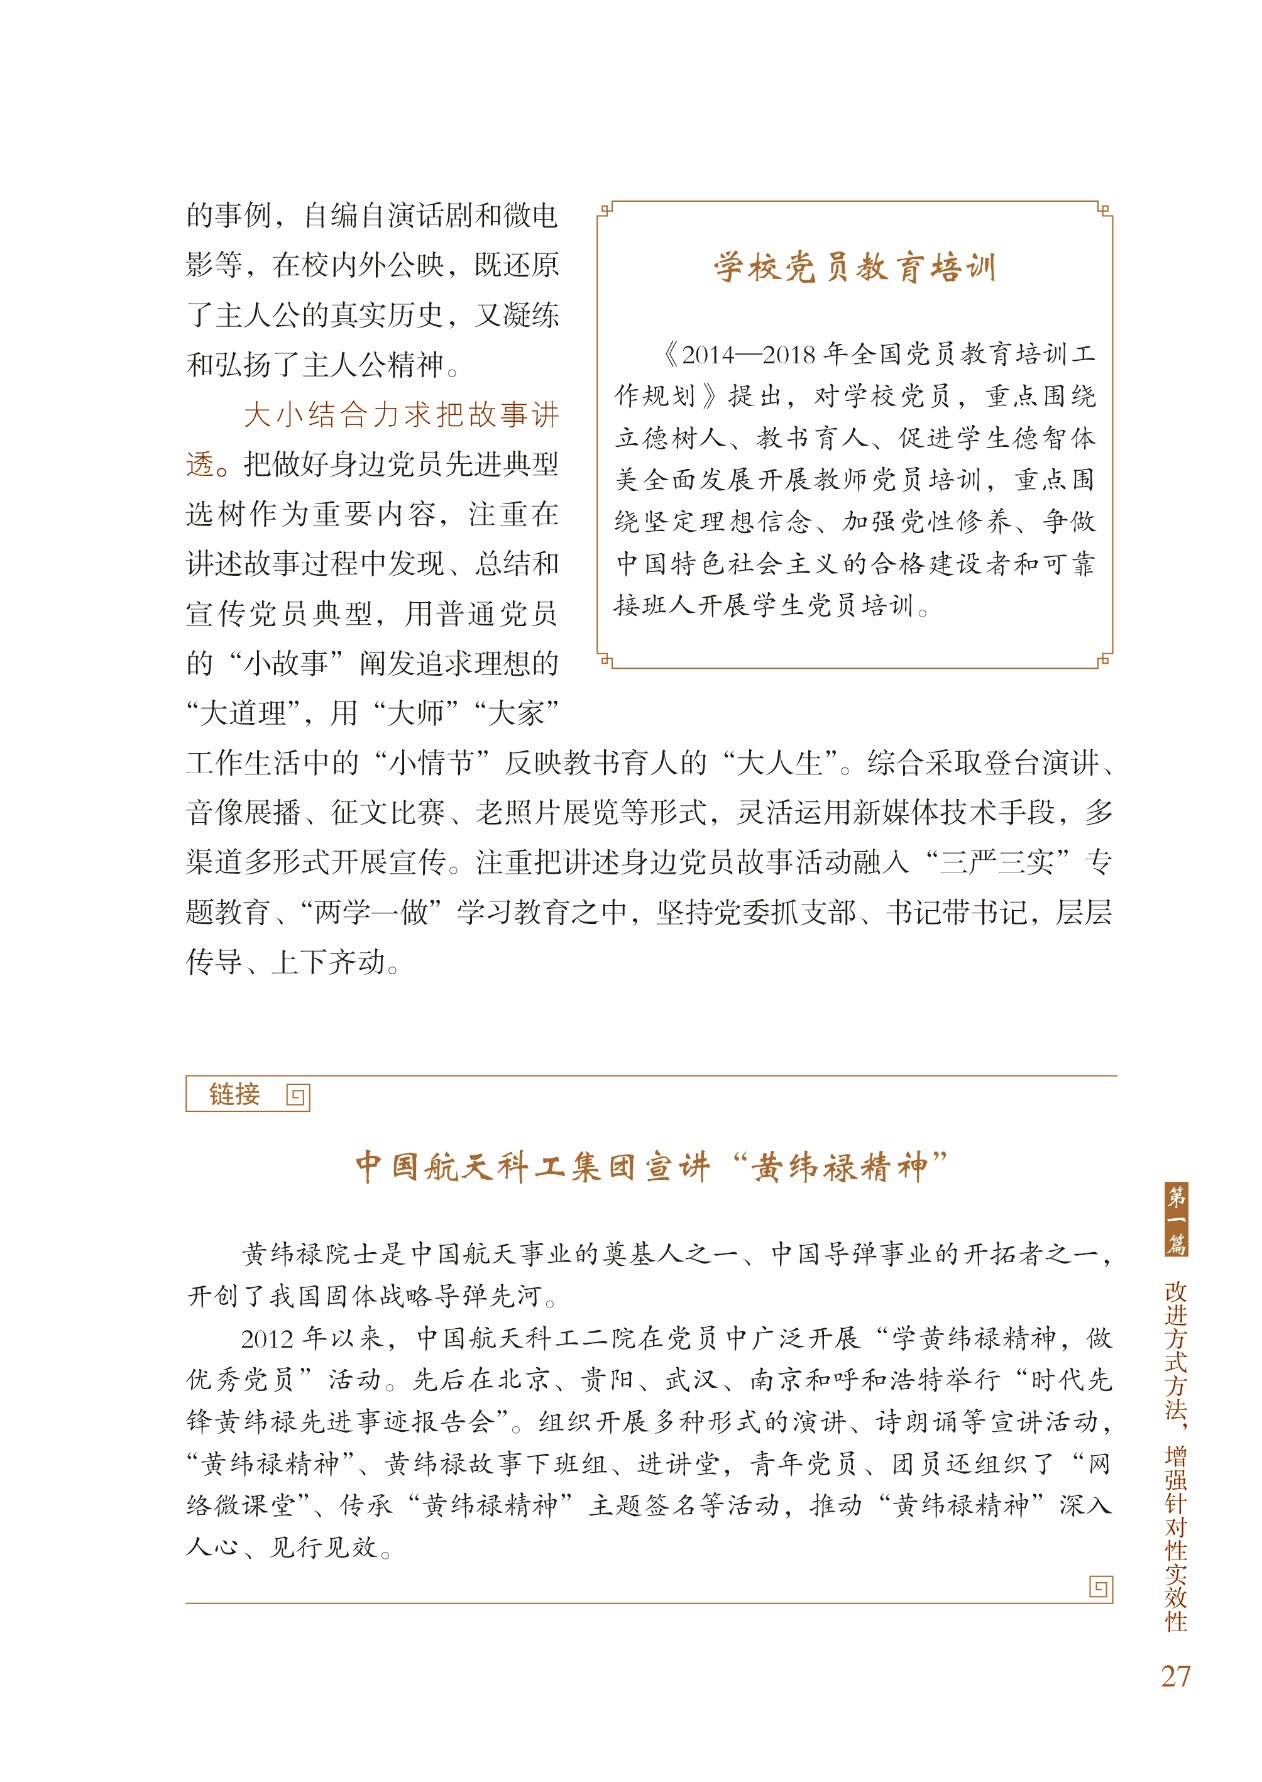 的事例，自编自演话剧和微电
影等，在校内外公映，既还原
了主人公的真实历史，又凝练
和弘扬了主人公精神。
大小结合力求把故事讲
透。把做好身边党员先进典型
选树作为重要内容，注重在
讲述故事过程中发现、总结和
宣传党员典型，用普通党员
的“小故事”阐发追求理想的
“大道理”，用“大师”“大家”
工作生活中的“小情节”反映教书育人的“大人生”。综合采取登台演讲、
音像展播、征文比赛、老照片展览等形式，灵活运用新媒体技术手段，多
渠道多形式开展宣传。注重把讲述身边党员故事活动融入“三严三实”专
题教育、“两学一做”学习教育之中，坚持党委抓支部、书记带书记，层层
传导、上下齐动。
学校党员教育培训
《2014—2018年全国党员教育培训工
作规划》提出，对学校党员，重点围绕
立德树人、教书育人、促进学生德智体
美全面发展开展教师党员培训，重点围
绕坚定理想信念、加强党性修养、争做
中国特色社会主义的合格建设者和可靠
接班人开展学生党员培训。
链接
中国航天科工集团宣讲“黄纬禄精神”
黄纬禄院士是中国航天事业的奠基人之一、中国导弹事业的开拓者之一，
开创了我国固体战略导弹先河。
2012年以来，中国航天科工二院在党员中广泛开展“学黄纬禄精神，做
优秀党员”活动。先后在北京、贵阳、武汉、南京和呼和浩特举行“时代先
锋黄纬禄先进事迹报告会”。组织开展多种形式的演讲、诗朗诵等宣讲活动，
“黄纬禄精神”、黄纬禄故事下班组、进讲堂，青年党员、团员还组织了“网
络微课堂”、传承“黄纬禄精神”主题签名等活动，推动“黄纬禄精神”深入
人心、见行见效。
第一篇 改进方式方法，增强针对性实效性
27